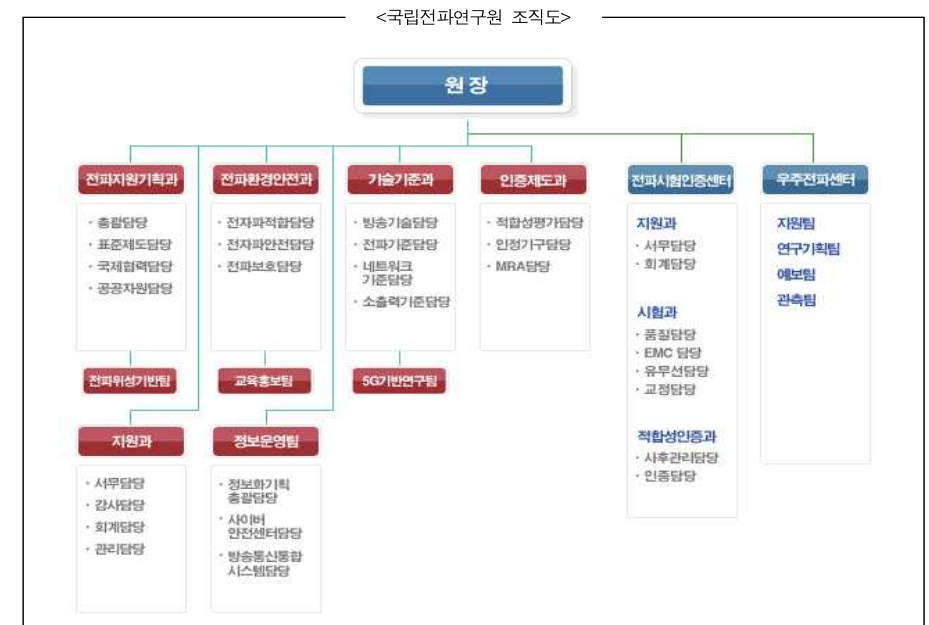 <국립전파연구원 조직도>
원장
전파지원기획과
· 총괄담당
· 표준제도담당
· 국제협력담당
· 공공자원담당
전파위성기반팀
전파환경안전과
· 전자파적합담당
· 전자파안전담당
· 전파보호담당
교육홍보팀
기술기준과
· 방송기술담당
· 전파기준담당
· 네트워크
기준담당
· 소출력기준담당
5G기반연구팀
인증제도과
· 적합성평가담당
· 인정기구담당
· MRA담당
전파시험인증센터
지원과
· 서무담당
· 회계담당
시험과
· 품질담당
· EMC 담당
· 유무선담당
· 교정담당
적합성인증과
· 사후관리담당
· 인증담당
우주전파센터
지원팀
연구기획팀
예보팀
관측팀
지원과
· 서무담당
· 감사담당
· 회계담당
· 관리담당
정보운영팀
· 정보화기획
총괄담당
· 사이버
안전센터담당
· 방송통신통합
시스템담당